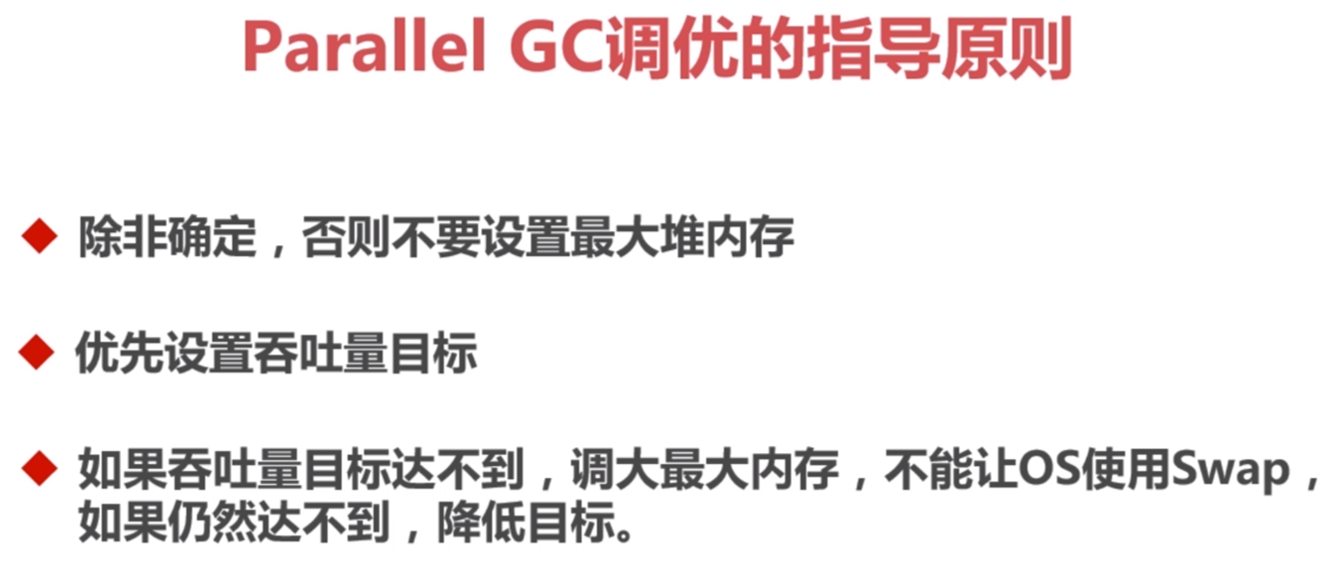 Parallel GC调优的指导原则
除非确定，否则不要设置最大堆内存
优先设置吞吐量目标
如果吞吐量目标达不到，调大最大内存，不能让OS使用Swap，
如果仍然达不到，降低目标。